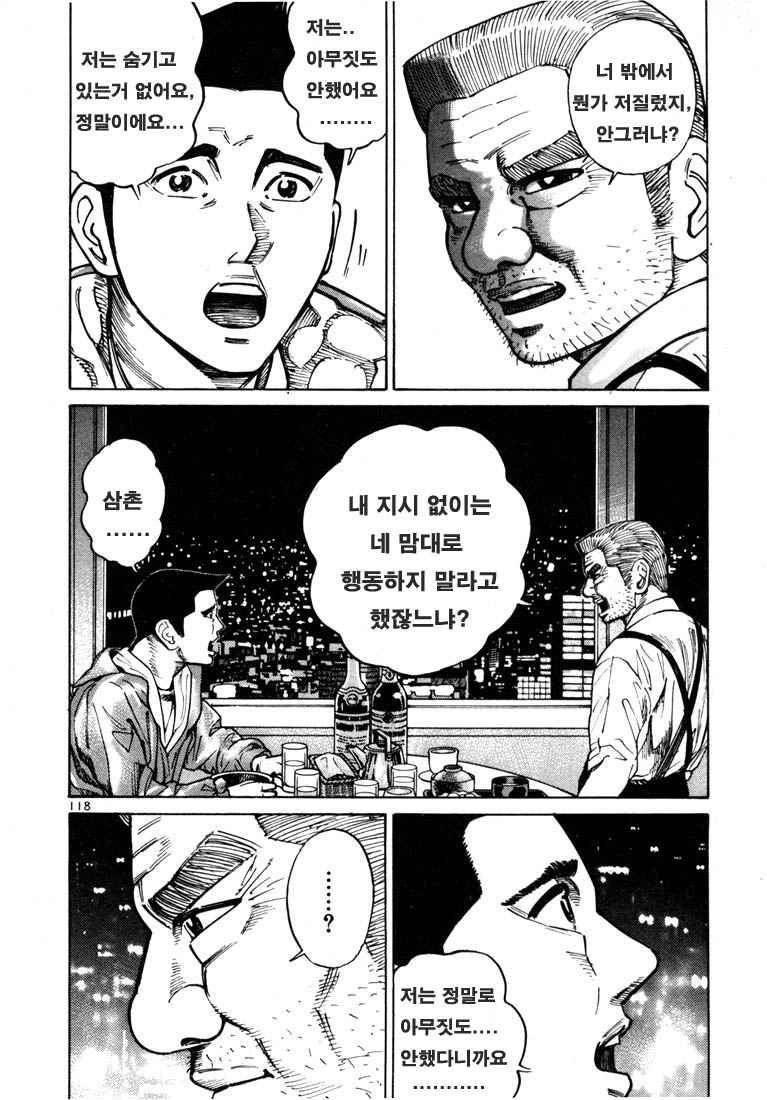 너 밖에서
뭔가 저질렀지,
안그러냐?
저는..
아무짓도
안했어요
........
저는 숨기고
있는거 없어요,
정말이에요...
내 지시 없이는
네 맘대로
행동하지 말라고
했잖느냐?
삼촌
......
118
저는 정말로
아무짓도....
안했다니까요
...........
......
?